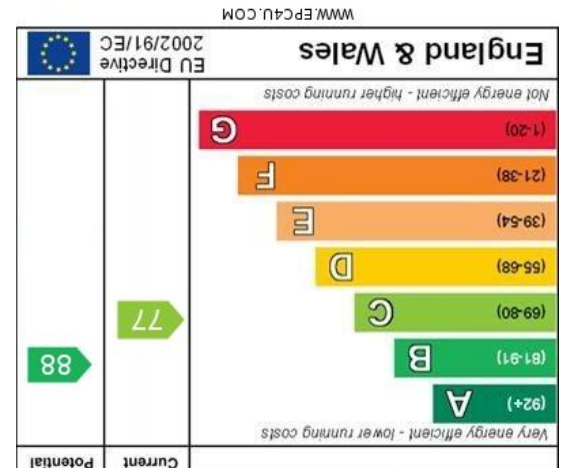 Current Potential
Very energy efficient - lower running costs
(92+) A
(81-91) B
(69-80) C
(55-68) D
(39-54) E
(21-38) F
(1-20) G
77
88
Not energy efficient - higher running costs
England & Wales
EU Directive
2002/91/EC
WWW.EPC4U.COM